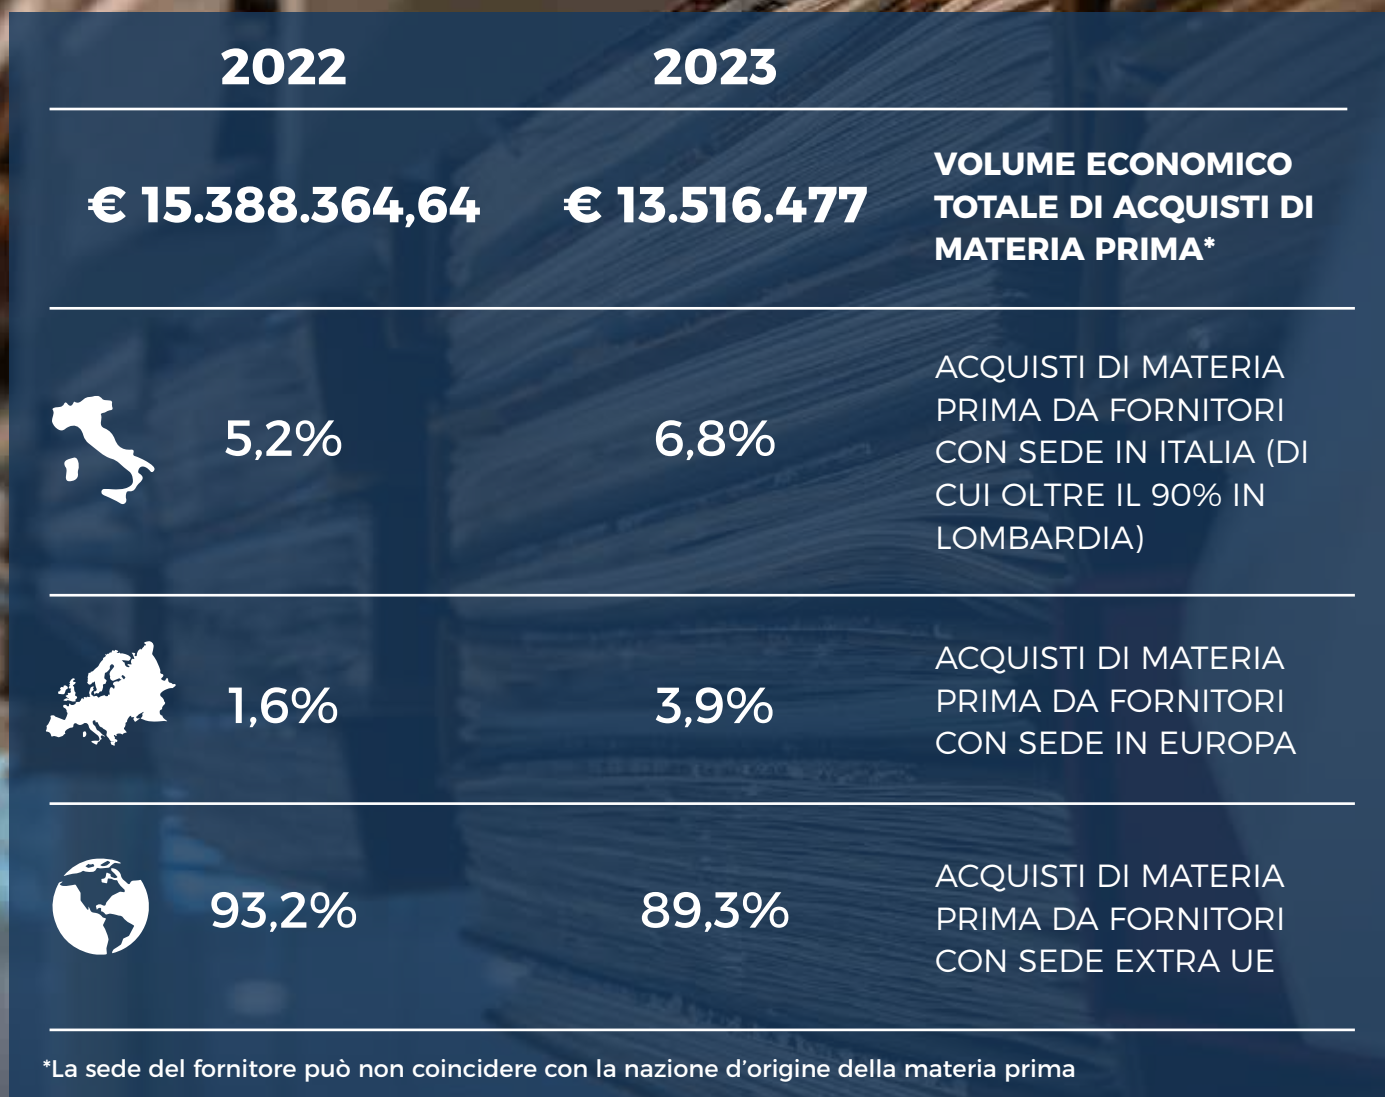 2022 2023
€ 15.388.364,64 € 13.516.477
VOLUME ECONOMICO
TOTALE DI ACQUISTI DI
MATERIA PRIMA*
5,2% 6,8%
ACQUISTI DI MATERIA
PRIMA DA FORNITORI
CON SEDE IN ITALIA (DI
CUI OLTRE IL 90% IN
LOMBARDIA)
1,6% 3,9%
ACQUISTI DI MATERIA
PRIMA DA FORNITORI
CON SEDE IN EUROPA
93,2% 89,3%
ACQUISTI DI MATERIA
PRIMA DA FORNITORI
CON SEDE EXTRA UE
*La sede del fornitore può non coincidere con la nazione d’origine della materia prima